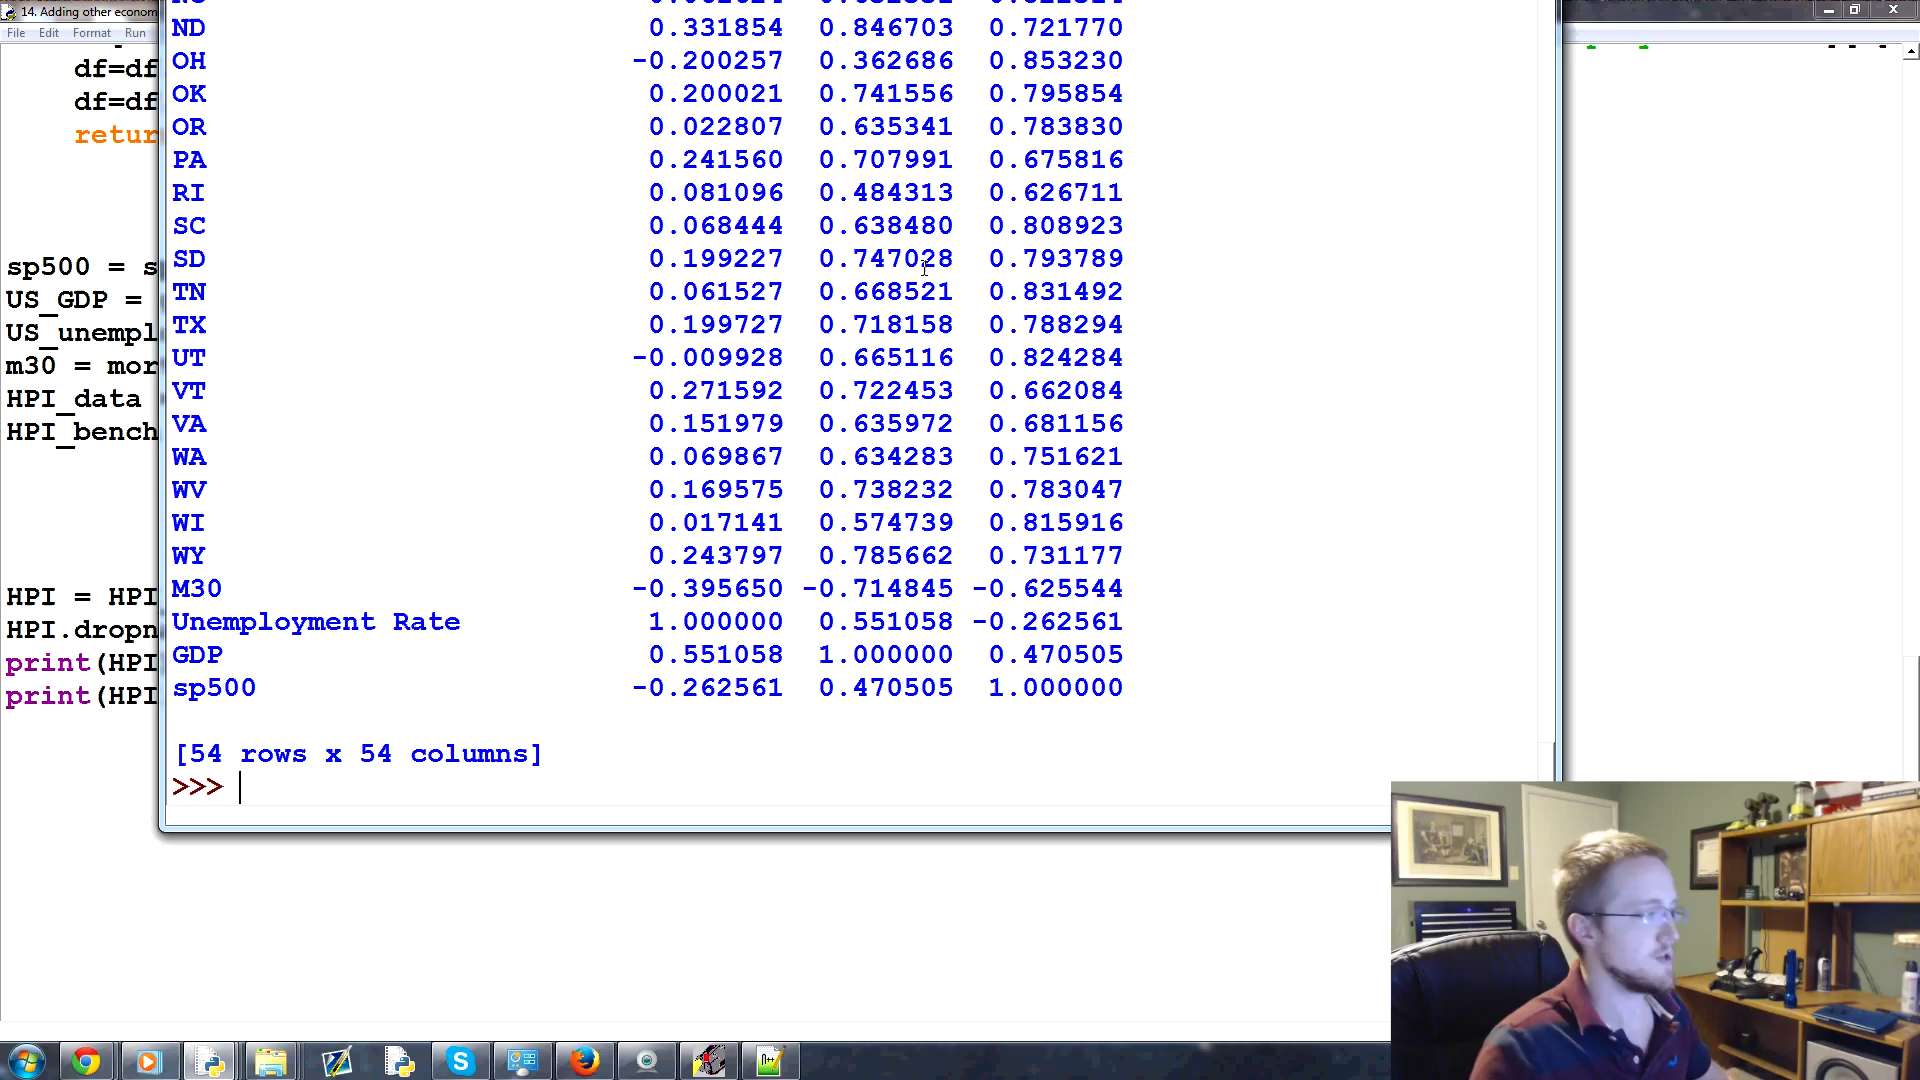 14. Adding other econom
File Edit Format Run
df=df
df=df
retur
sp500 = s
US_GDP =
US_unempl
m30 = mor
HPI_data
HPI_bench
HPI = HPI
HPI.dropn
print(HPI
print(HPI
ND 0.331854 0.846703 0.721770
OH -0.200257 0.362686 0.853230
OK 0.200021 0.741556 0.795854
OR 0.022807 0.635341 0.783830
PA 0.241560 0.707991 0.675816
RI 0.081096 0.484313 0.626711
SC 0.068444 0.638480 0.808923
SD 0.199227 0.747028 0.793789
TN 0.061527 0.668521 0.831492
TX 0.199727 0.718158 0.788294
UT -0.009928 0.665116 0.824284
VT 0.271592 0.722453 0.662084
VA 0.151979 0.635972 0.681156
WA 0.069867 0.634283 0.751621
WV 0.169575 0.738232 0.783047
WI 0.017141 0.574739 0.815916
WY 0.243797 0.785662 0.731177
M30 -0.395650 -0.714845 -0.625544
Unemployment Rate 1.000000 0.551058 -0.262561
GDP 0.551058 1.000000 0.470505
sp500 -0.262561 0.470505 1.000000
[54 rows x 54 columns]
>>>